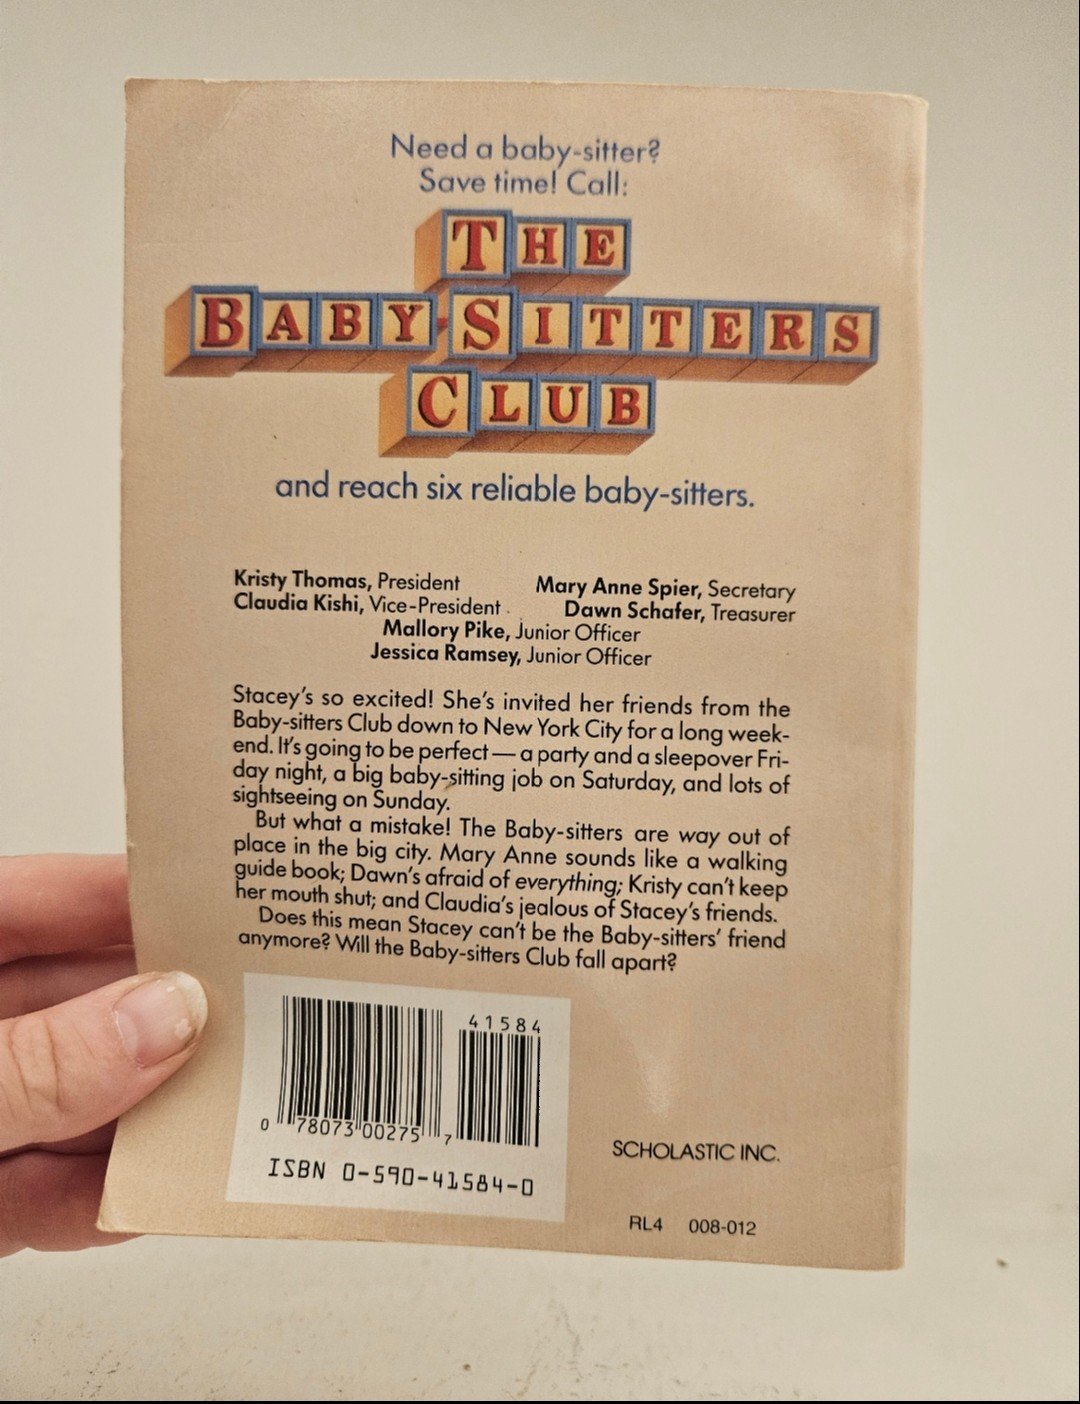 Need a baby-sitter?
Save time! Call:
THE
BABY-SITTERS
CLUB
and reach six reliable baby-sitters.
Kristy Thomas, President Mary Anne Spier, Secretary
Claudia Kishi, Vice-President Dawn Schafer, Treasurer
Mallory Pike, Junior Officer
Jessica Ramsey, Junior Officer
Stacey's so excited! She's invited her friends from the
Baby-sitters Club down to New York City for a long week-
end. It's going to be perfect — a party and a sleepover Fri-
day night, a big baby-sitting job on Saturday, and lots of
sightseeing on Sunday.
But what a mistake! The Baby-sitters are way out of
place in the big city. Mary Anne sounds like a walking
guide book; Dawn's afraid of everything; Kristy can't keep
her mouth shut; and Claudia's jealous of Stacey's friends.
Does this mean Stacey can't be the Baby-sitters' friend
anymore? Will the Baby-sitters Club fall apart?
41584
0 78073 00275 7
ISBN 0-590-41584-0
SCHOLASTIC INC.
RL4 008-012